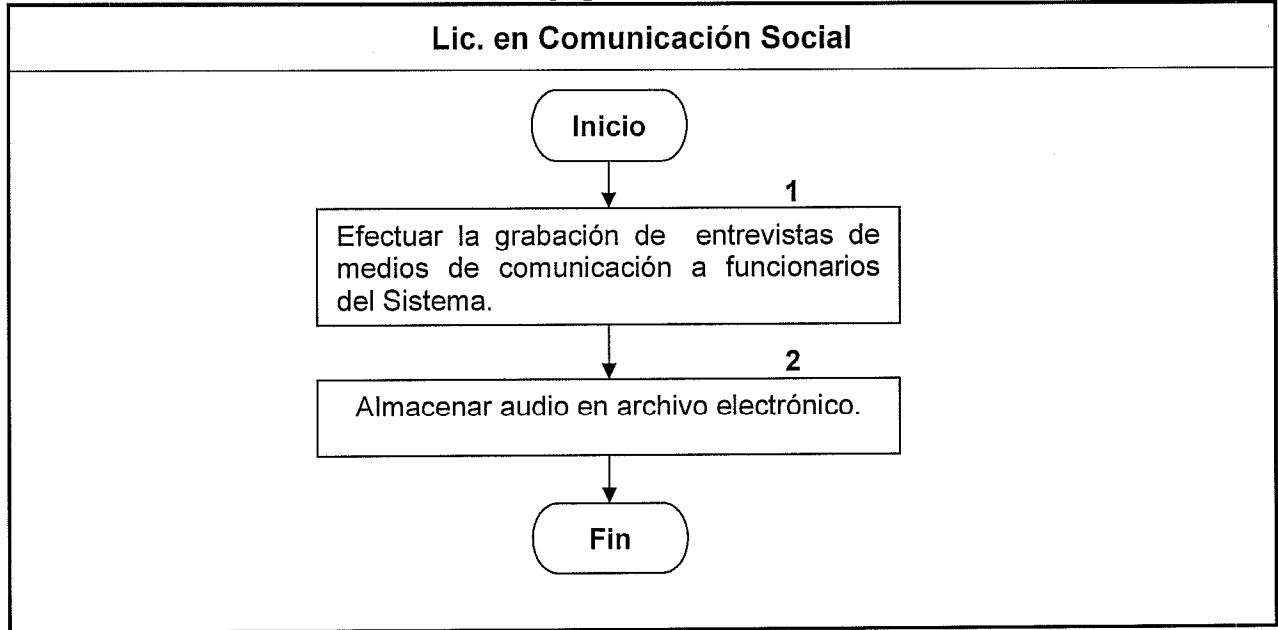 Lic. en Comunicación Social
Inicio
1
Efectuar la grabación de entrevistas de
medios de comunicación a funcionarios
del Sistema.
2
Almacenar audio en archivo electrónico.
Fin